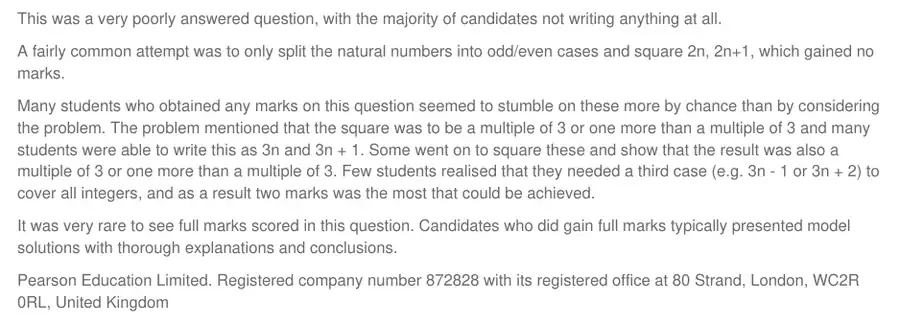 This was a very poorly answered question, with the majority of candidates not writing anything at all.
A fairly common attempt was to only split the natural numbers into odd/even cases and square 2n, 2n+1, which gained no
marks.
Many students who obtained any marks on this question seemed to stumble on these more by chance than by considering
the problem. The problem mentioned that the square was to be a multiple of 3 or one more than a multiple of 3 and many
students were able to write this as 3n and 3n + 1. Some went on to square these and show that the result was also a
multiple of 3 or one more than a multiple of 3. Few students realised that they needed a third case (e.g. 3n - 1 or 3n + 2) to
cover all integers, and as a result two marks was the most that could be achieved.
It was very rare to see full marks scored in this question. Candidates who did gain full marks typically presented model
solutions with thorough explanations and conclusions.
Pearson Education Limited. Registered company number 872828 with its registered office at 80 Strand, London, WC2R
0RL, United Kingdom